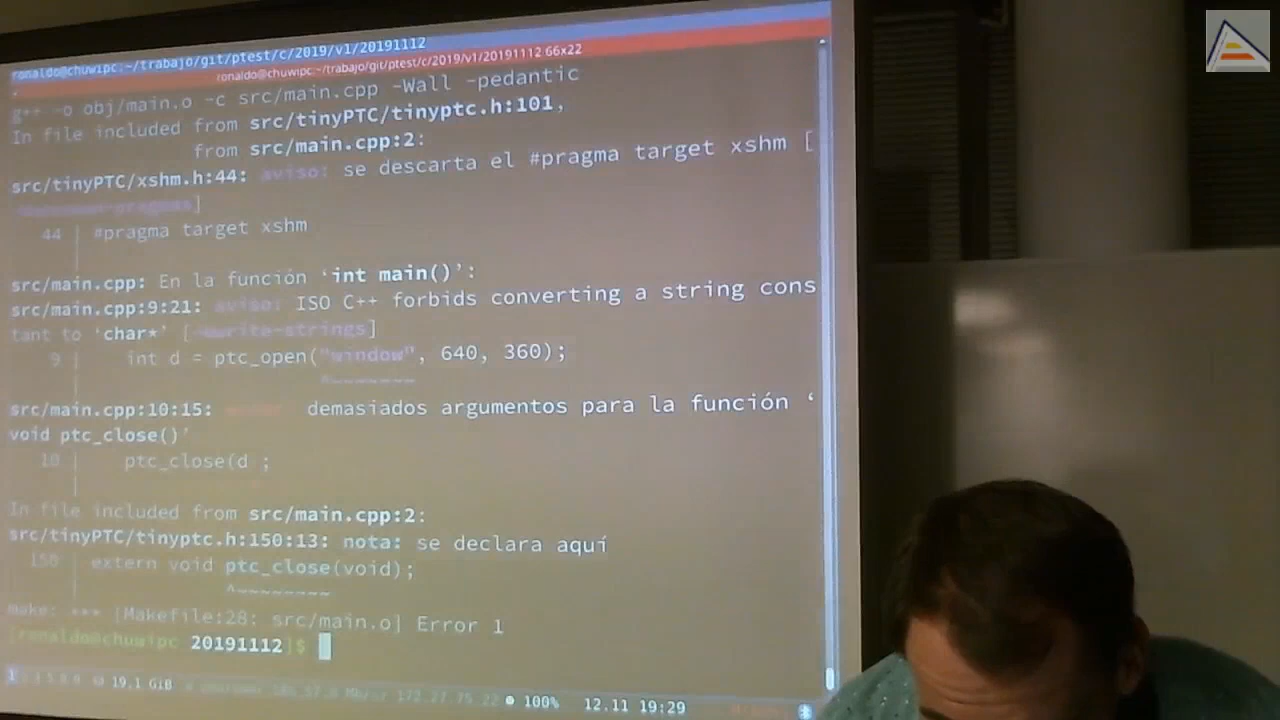 ronaldo@chuwipc:~/trabajo/git/ptest/c/2019/v1/20191112
ronaldo@chuwipc:~/trabajo/git/ptest/c/2019/v1/20191112 66x22
g++ -o obj/main.o -c src/main.cpp -Wall -pedantic
In file included from src/tinyPTC/tinyptc.h:101,
from src/main.cpp:2:
src/tinyPTC/xshm.h:44: aviso: se descarta el #pragma target xshm [
44 | #pragma target xshm
|
src/main.cpp: En la función ‘int main()’:
src/main.cpp:9:21: aviso: ISO C++ forbids converting a string cons
tant to ‘char*’ [-Wwrite-strings]
9 | int d = ptc_open("window", 640, 360);
| ^~~~~~~~
src/main.cpp:10:15: demasiados argumentos para la función ‘
void ptc_close()’
10 | ptc_close(d ;
|
In file included from src/main.cpp:2:
src/tinyPTC/tinyptc.h:150:13: nota: se declara aquí
150 | extern void ptc_close(void);
| ^~~~~~~~~
make: *** [Makefile:28: src/main.o] Error 1
[ronaldo@chuwipc 20191112]$
1 19.1 GiB 100% 12.11 19:29